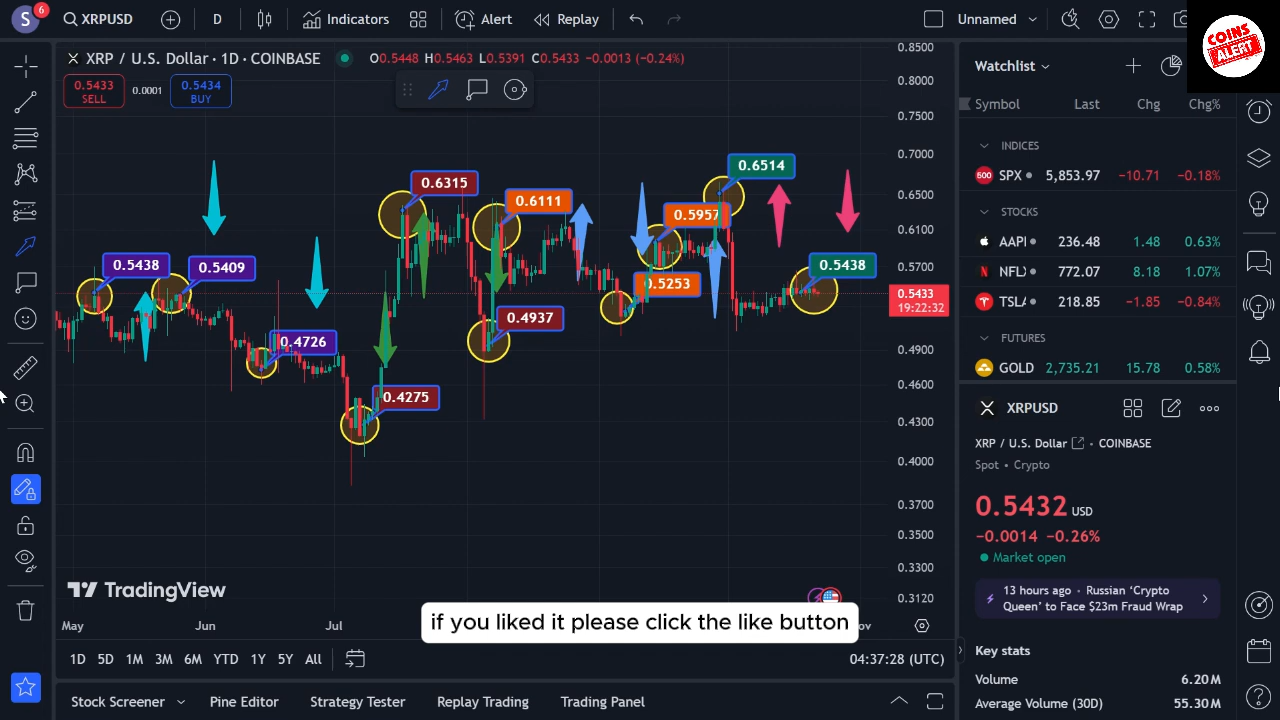 S
6
XRPUSD
D
Indicators
Alert
Replay
Unnamed
COINS
ALERT
XRP / U.S. Dollar · 1D · COINBASE
O0.5448 H0.5463 L0.5391 C0.5433 −0.0013 (−0.24%)
0.5433
SELL
0.0001
0.5434
BUY
0.8500
0.8000
0.7500
0.7000
0.6500
0.6100
0.5700
0.5433
19:22:32
0.4900
0.4600
0.4300
0.4000
0.3700
0.3500
0.3300
0.3120
0.5438
0.5409
0.4726
0.4275
0.6315
0.6111
0.4937
0.5957
0.5253
0.6514
0.5438
TradingView
May
Jun
Jul
if you liked it please click the like button
1D
5D
1M
3M
6M
YTD
1Y
5Y
All
04:37:28 (UTC)
Stock Screener
Pine Editor
Strategy Tester
Replay Trading
Trading Panel
Watchlist
Symbol Last Chg Chg%
INDICES
500 SPX 5,853.97 −10.71 −0.18%
STOCKS
AAPL 236.48 1.48 0.63%
NFLX 772.07 8.18 1.07%
TSLA 218.85 −1.85 −0.84%
FUTURES
GOLD 2,735.21 15.78 0.58%
XRPUSD
XRP / U.S. Dollar COINBASE
Spot • Crypto
0.5432 USD
−0.0014 −0.26%
Market open
13 hours ago • Russian ‘Crypto
Queen’ to Face $23m Fraud Wrap
Key stats
Volume 6.20M
Average Volume (30D) 55.30M